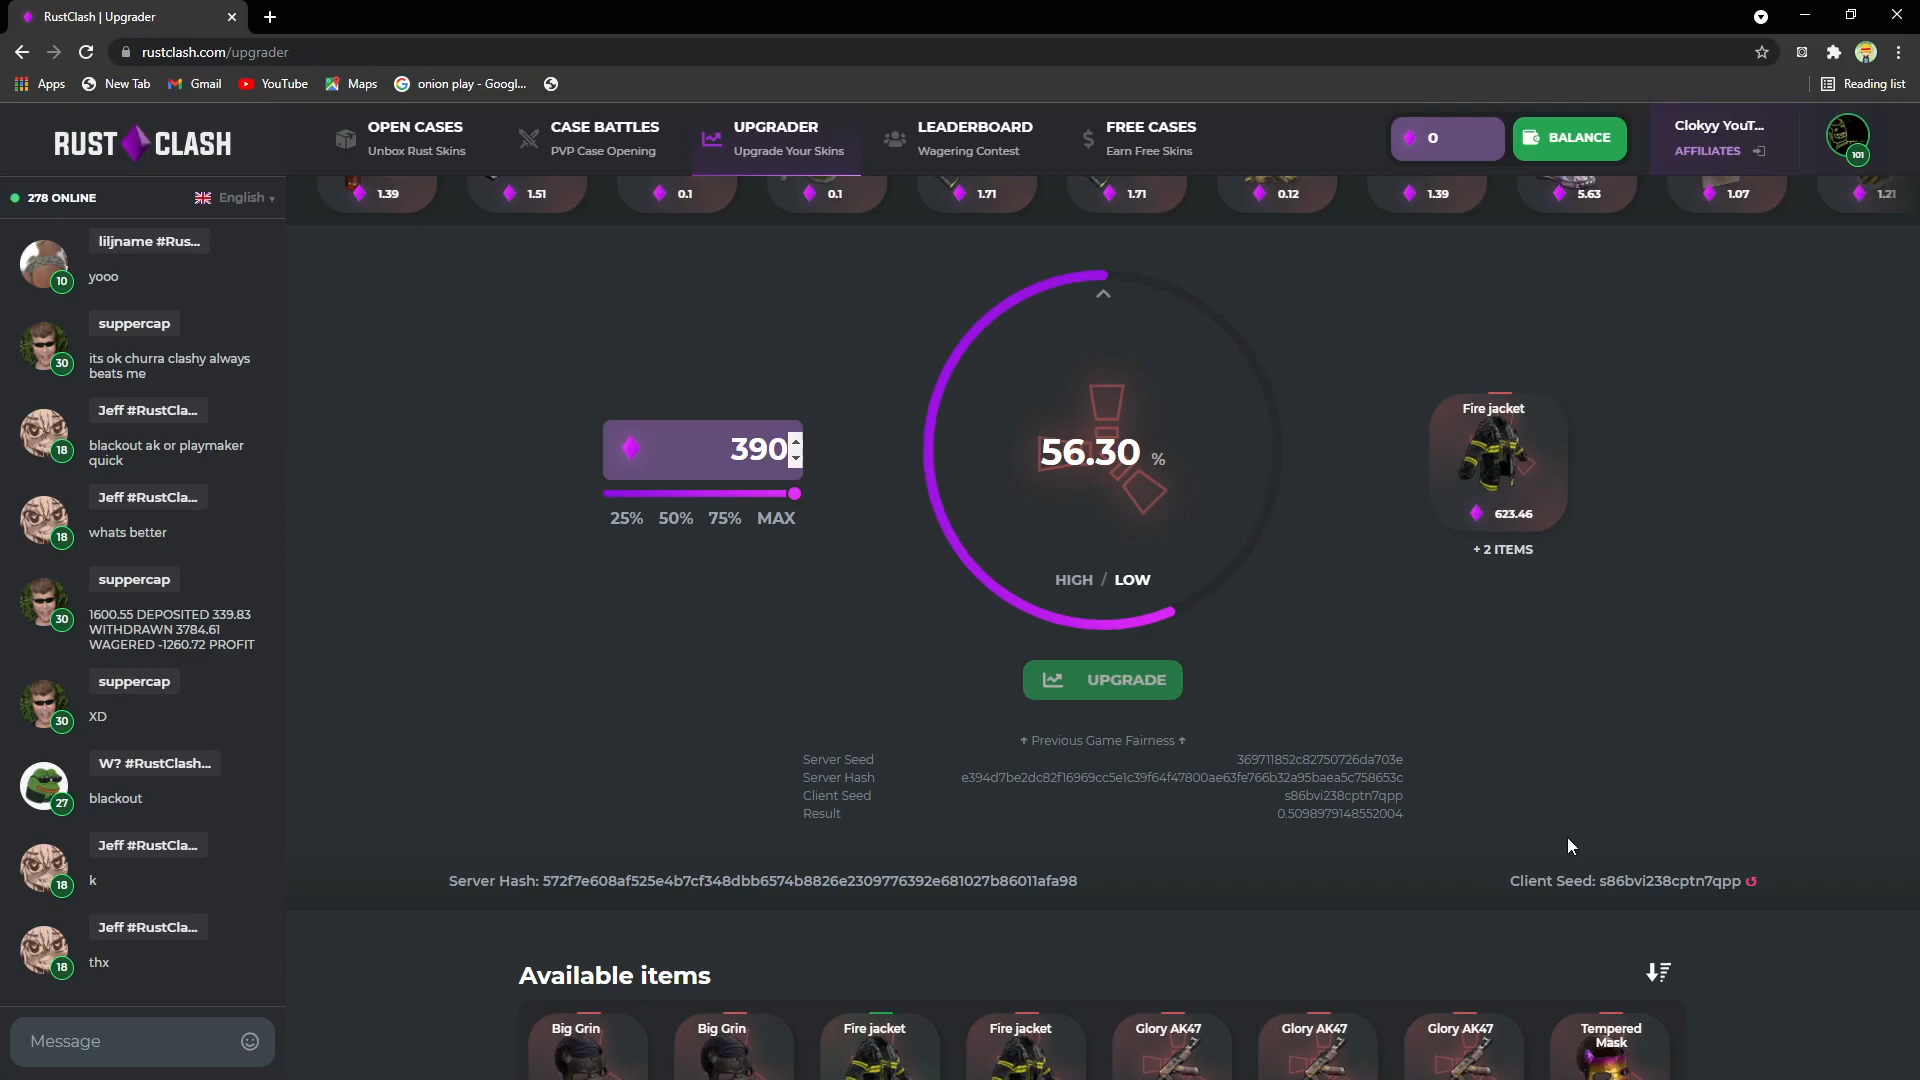 RustClash | Upgrader
rustclash.com/upgrader
Apps
New Tab
Gmail
YouTube
Maps
onion play - Googl...
Reading list
RUST CLASH
OPEN CASES
Unbox Rust Skins
CASE BATTLES
PVP Case Opening
UPGRADER
Upgrade Your Skins
LEADERBOARD
Wagering Contest
FREE CASES
Earn Free Skins
0
BALANCE
Clokyy YouT...
AFFILIATES
101
278 ONLINE
English
1.39
1.51
0.1
0.1
1.71
1.71
0.12
1.39
5.63
1.07
1.21
liljname #Rus...
10
yooo
suppercap
30
its ok churra clashy always
beats me
Jeff #RustCla...
18
blackout ak or playmaker
quick
Jeff #RustCla...
18
whats better
suppercap
30
1600.55 DEPOSITED 339.83
WITHDRAWN 3784.61
WAGERED -1260.72 PROFIT
suppercap
30
XD
W? #RustClash...
27
blackout
Jeff #RustCla...
18
k
Jeff #RustCla...
18
thx
Message
390
25% 50% 75% MAX
56.30 %
HIGH / LOW
UPGRADE
Fire jacket
623.46
+ 2 ITEMS
↑ Previous Game Fairness ↑
Server Seed 369711852c82750726da703e
Server Hash e394d7be2dc82f16969cc5e1c39f64f47800ae63fe766b32a95baea5c758653c
Client Seed s86bvi238cptn7qpp
Result 0.5098979148552004
Server Hash: 572f7e608af525e4b7cf348dbb6574b8826e2309776392e681027b86011afa98
Client Seed: s86bvi238cptn7qpp
Available items
Big Grin
Big Grin
Fire jacket
Fire jacket
Glory AK47
Glory AK47
Glory AK47
Tempered
Mask